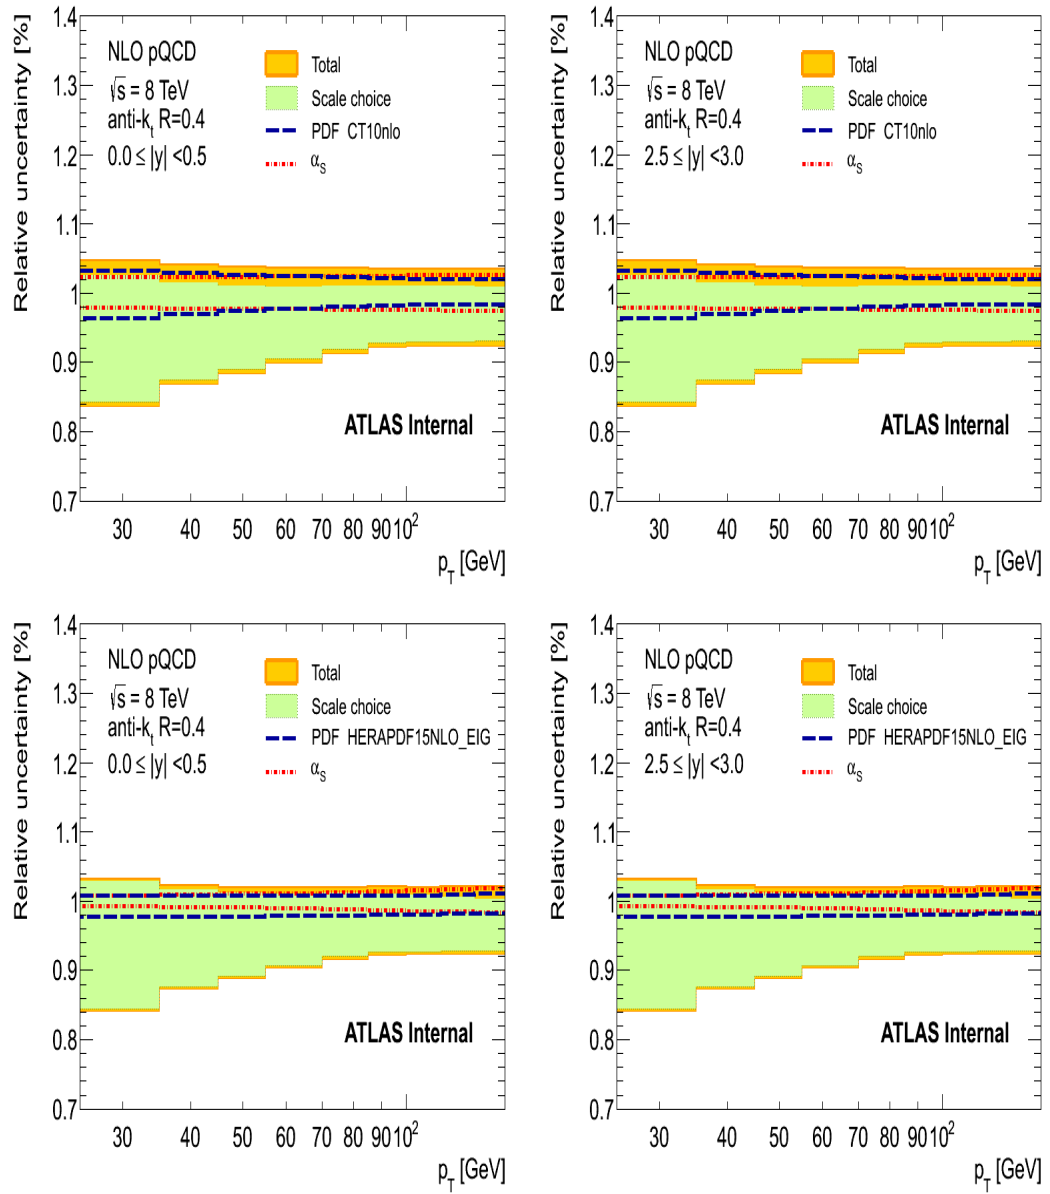 Relative uncertainty [%]
1.4
1.3
1.2
1.1
1
0.9
0.8
0.7
NLO pQCD
√s = 8 TeV
anti-kt R=0.4
0.0 ≤ |y| <0.5
Total
Scale choice
PDF CT10nlo
αS
ATLAS Internal
30 40 50 60 70 80 90 10²
pT [GeV]
Relative uncertainty [%]
1.4
1.3
1.2
1.1
1
0.9
0.8
0.7
NLO pQCD
√s = 8 TeV
anti-kt R=0.4
2.5 ≤ |y| <3.0
Total
Scale choice
PDF CT10nlo
αS
ATLAS Internal
30 40 50 60 70 80 90 10²
pT [GeV]
Relative uncertainty [%]
1.4
1.3
1.2
1.1
1
0.9
0.8
0.7
NLO pQCD
√s = 8 TeV
anti-kt R=0.4
0.0 ≤ |y| <0.5
Total
Scale choice
PDF HERAPDF15NLO_EIG
αS
ATLAS Internal
30 40 50 60 70 80 90 10²
pT [GeV]
Relative uncertainty [%]
1.4
1.3
1.2
1.1
1
0.9
0.8
0.7
NLO pQCD
√s = 8 TeV
anti-kt R=0.4
2.5 ≤ |y| <3.0
Total
Scale choice
PDF HERAPDF15NLO_EIG
αS
ATLAS Internal
30 40 50 60 70 80 90 10²
pT [GeV]